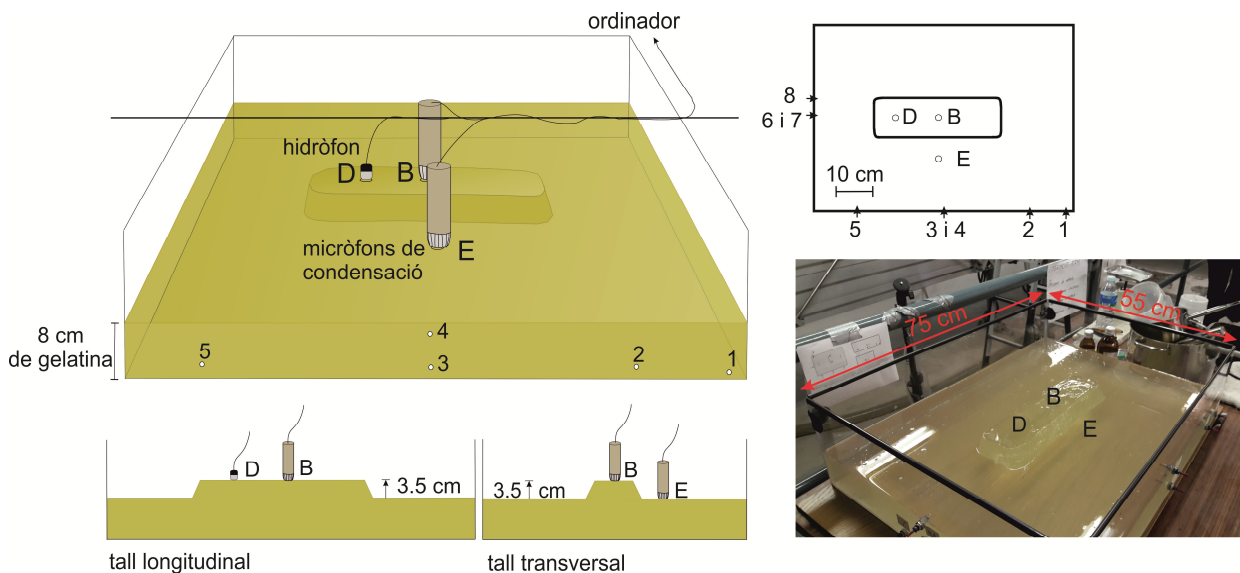 ordinador
hidròfon
D
B
E
micròfons de
condensació
8 cm
de gelatina
5
4
3
2
1
8
6 i 7
D
B
E
10 cm
5
3 i 4
2
1
75 cm
55 cm
B
D
E
D
B
3.5 cm
tall longitudinal
3.5 cm
B
E
tall transversal